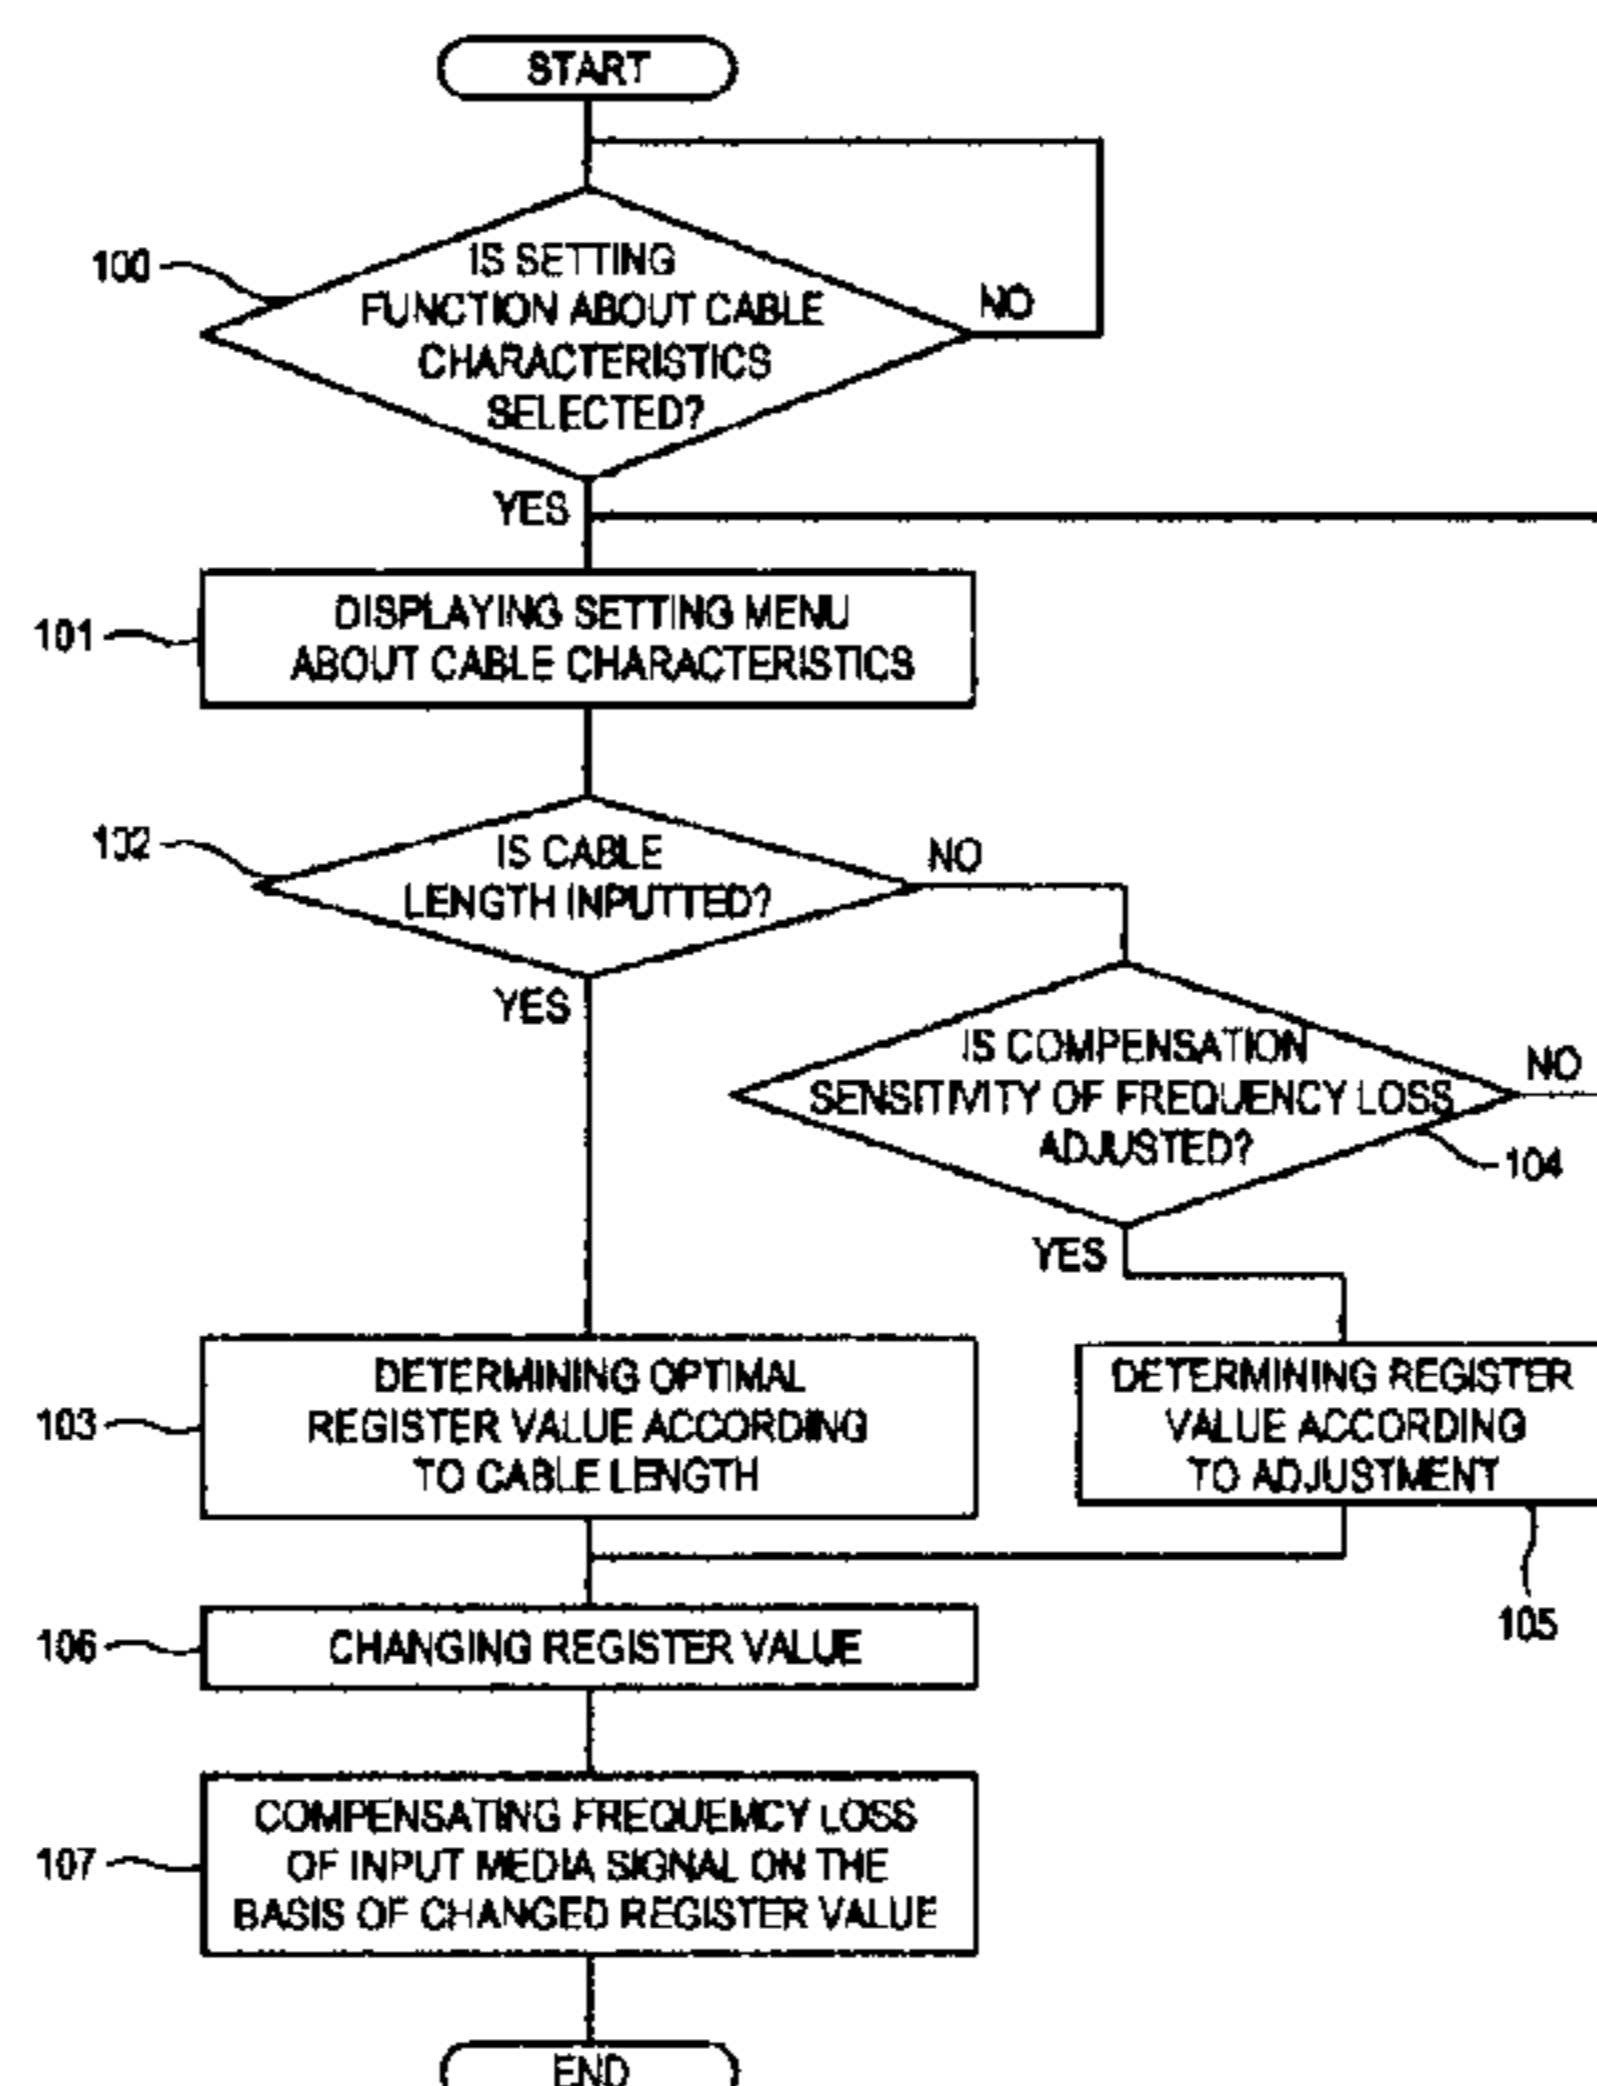 START
100
IS SETTING
FUNCTION ABOUT CABLE
CHARACTERISTICS
SELECTED?
NO
YES
101
DISPLAYING SETTING MENU
ABOUT CABLE CHARACTERISTICS
102
IS CABLE
LENGTH INPUTTED?
NO
YES
IS COMPENSATION
SENSITIVITY OF FREQUENCY LOSS
ADJUSTED?
NO
104
YES
103
DETERMINING OPTIMAL
REGISTER VALUE ACCORDING
TO CABLE LENGTH
DETERMINING REGISTER
VALUE ACCORDING
TO ADJUSTMENT
105
106
CHANGING REGISTER VALUE
107
COMPENSATING FREQUEMCY LOSS
OF INPUT MEDIA SIGNAL ON THE
BASIS OF CHANGED REGISTER VALUE
END